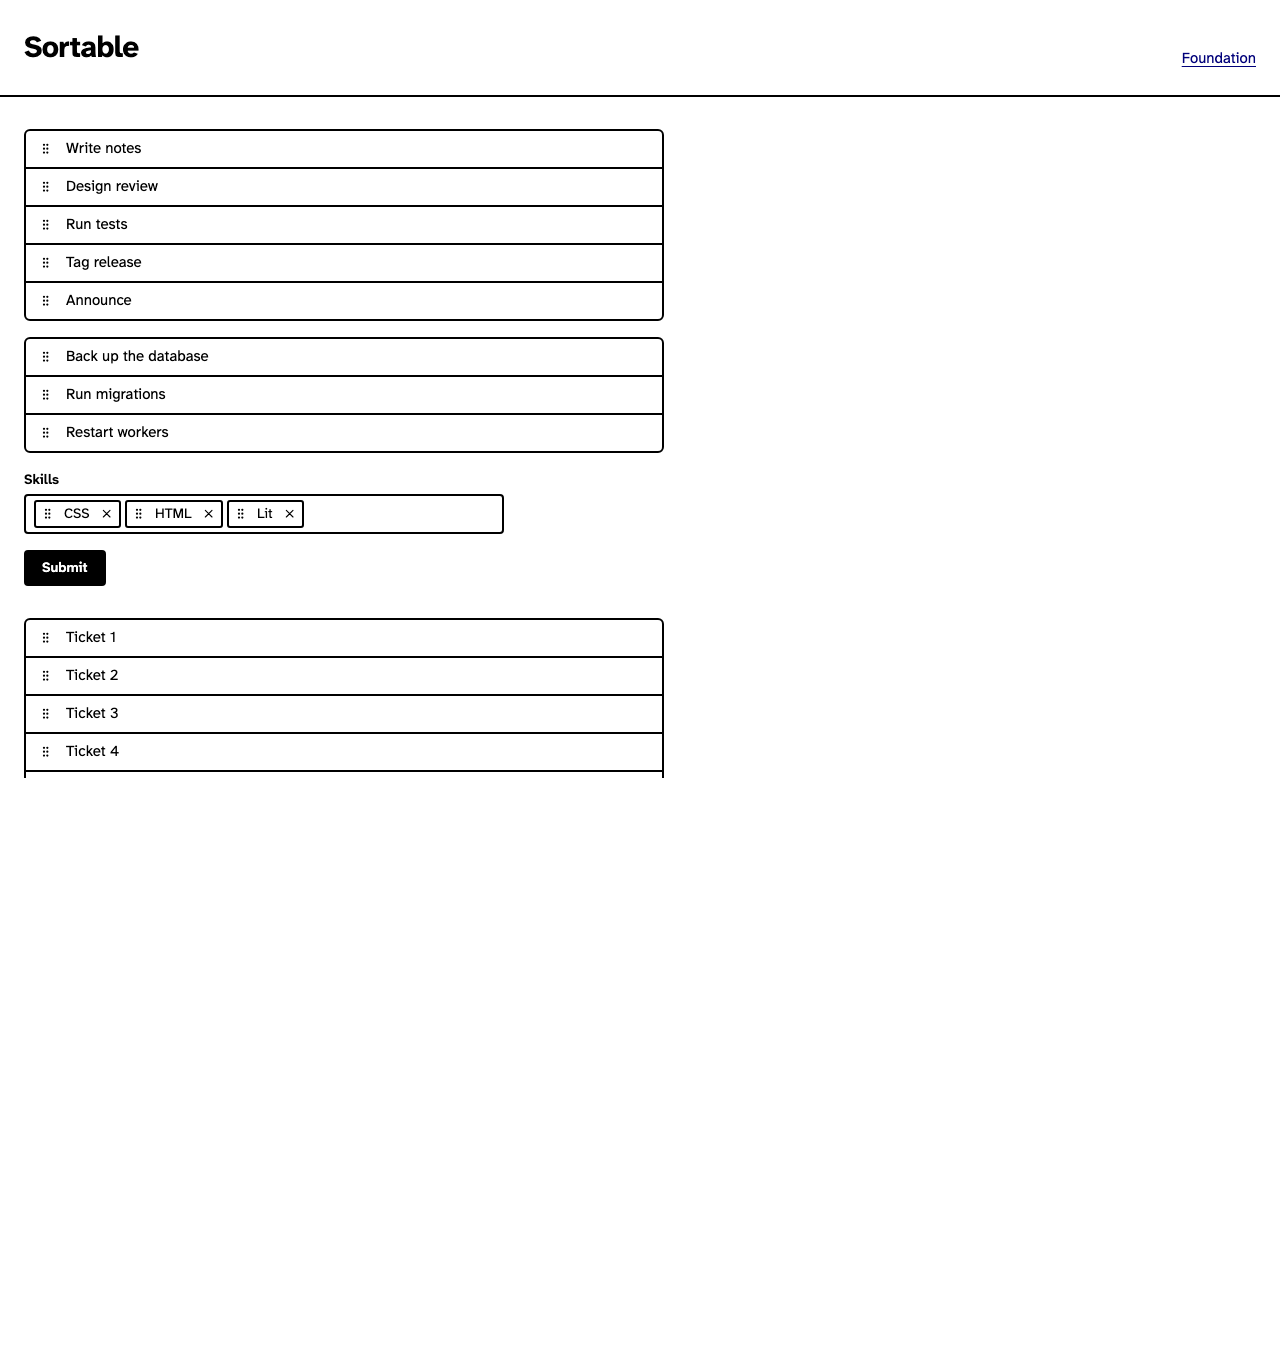 Sortable
Foundation
Write notes
Design review
Run tests
Tag release
Announce
Back up the database
Run migrations
Restart workers
Skills
CSS HTML Lit
Submit
Ticket 1
Ticket 2
Ticket 3
Ticket 4